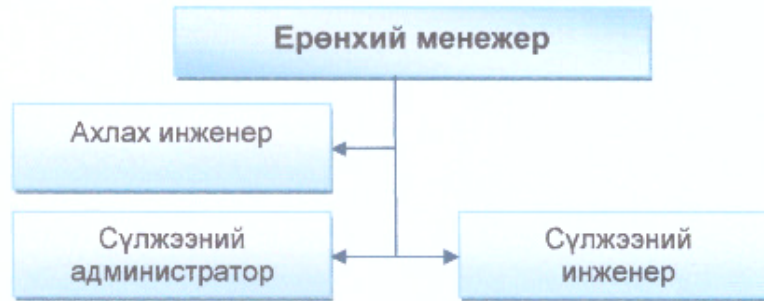 Ерөнхий менежер
Ахлах инженер
Сүлжээний
администратор
Сүлжээний
инженер